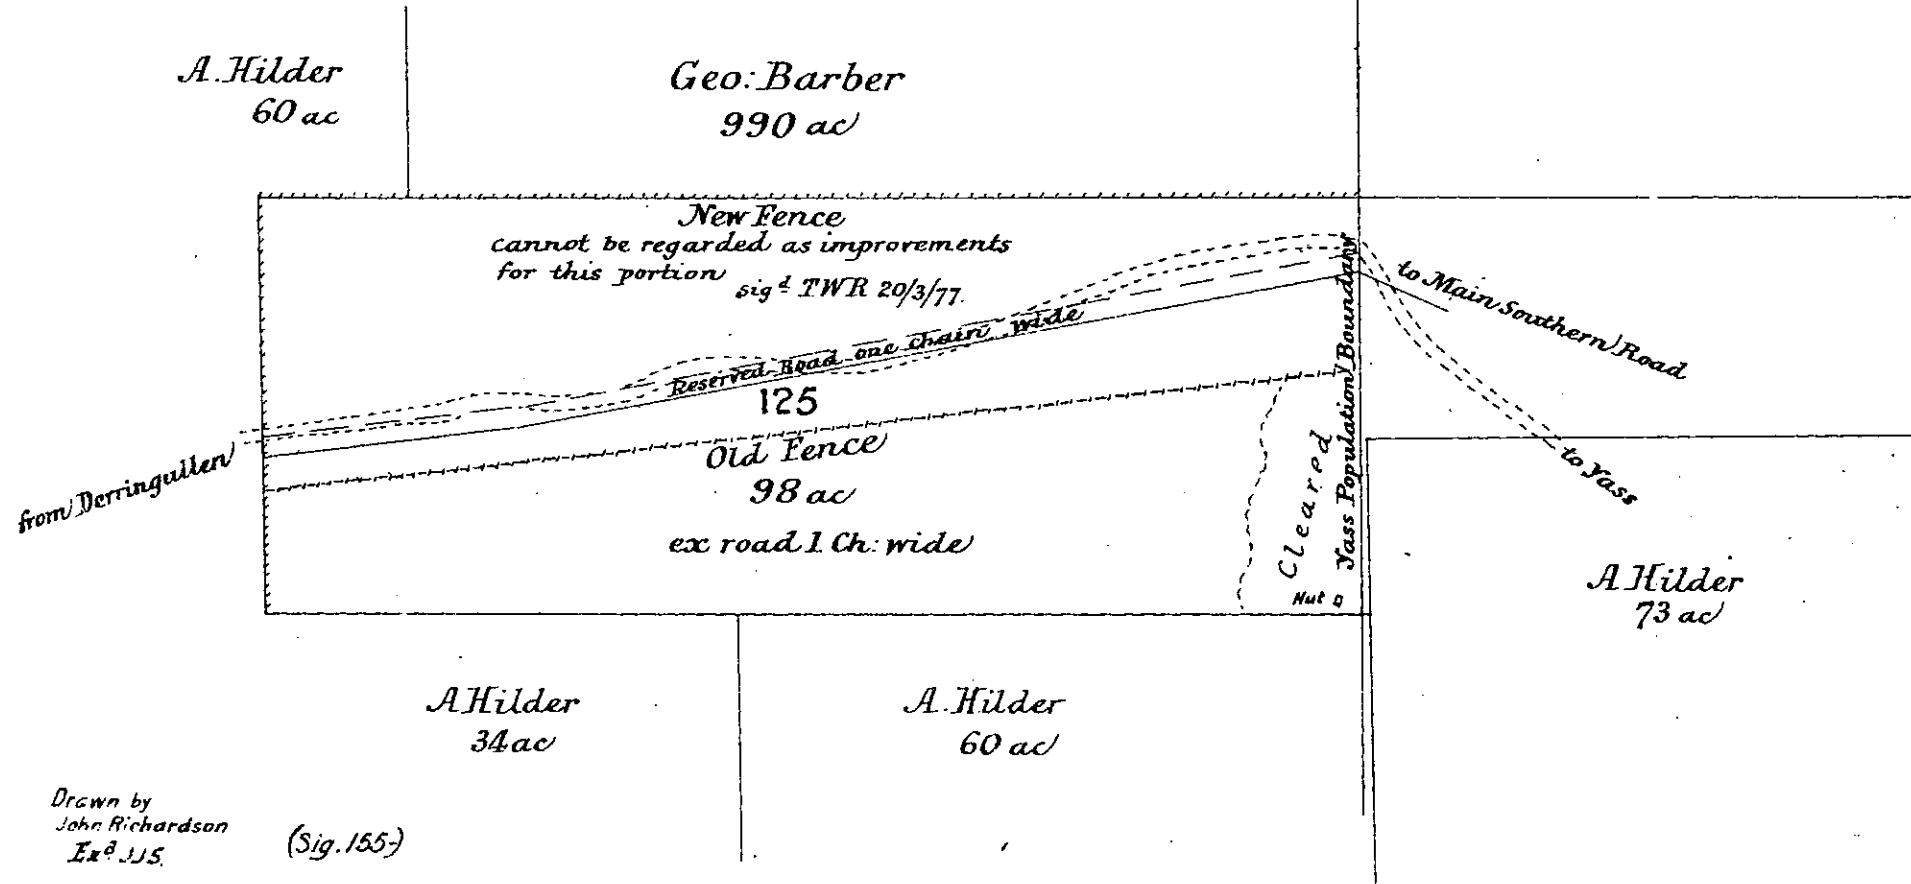 A. Hilder
60 ac
Geo: Barber
990 ac
New Fence
cannot be regarded as improvements
for this portion
sigd TWR 20/3/77.
to Main Southern Road
Reserved Road one chain wide
125
Old Fence
98 ac
ex road 1 Ch: wide
from Derringullen
Cleared
Yass Population Boundary
Hut
to Yass
A Hilder
73 ac
A Hilder
34 ac
A. Hilder
60 ac
Drawn by
John Richardson
Exd JJS.
(Sig. 155-)